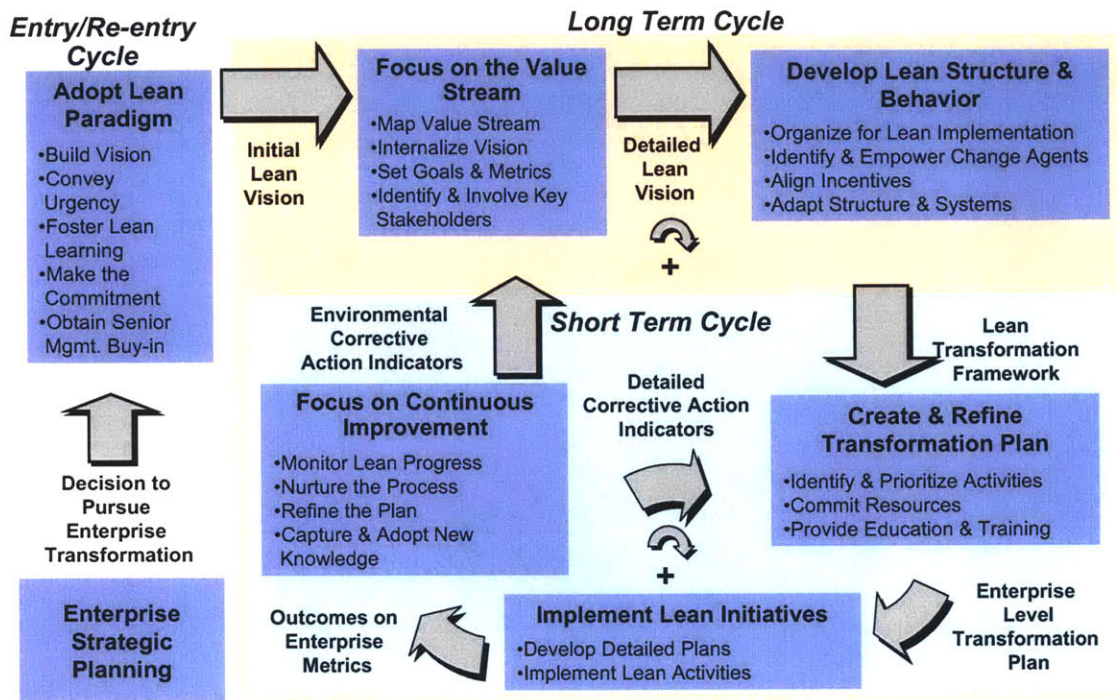 Entry/Re-entry
Cycle
Long Term Cycle
Adopt Lean
Paradigm
•Build Vision
•Convey
Urgency
•Foster Lean
Learning
•Make the
Commitment
•Obtain Senior
Mgmt. Buy-in
Initial
Lean
Vision
Focus on the Value
Stream
•Map Value Stream
•Internalize Vision
•Set Goals & Metrics
•Identify & Involve Key
Stakeholders
Detailed
Lean
Vision
+
Develop Lean Structure &
Behavior
•Organize for Lean Implementation
•Identify & Empower Change Agents
•Align Incentives
•Adapt Structure & Systems
Environmental
Corrective
Action Indicators
Short Term Cycle
Lean
Transformation
Framework
Detailed
Corrective Action
Indicators
+
Focus on Continuous
Improvement
•Monitor Lean Progress
•Nurture the Process
•Refine the Plan
•Capture & Adopt New
Knowledge
Create & Refine
Transformation Plan
•Identify & Prioritize Activities
•Commit Resources
•Provide Education & Training
Decision to
Pursue
Enterprise
Transformation
Enterprise
Strategic
Planning
Outcomes on
Enterprise
Metrics
Implement Lean Initiatives
•Develop Detailed Plans
•Implement Lean Activities
Enterprise
Level
Transformation
Plan